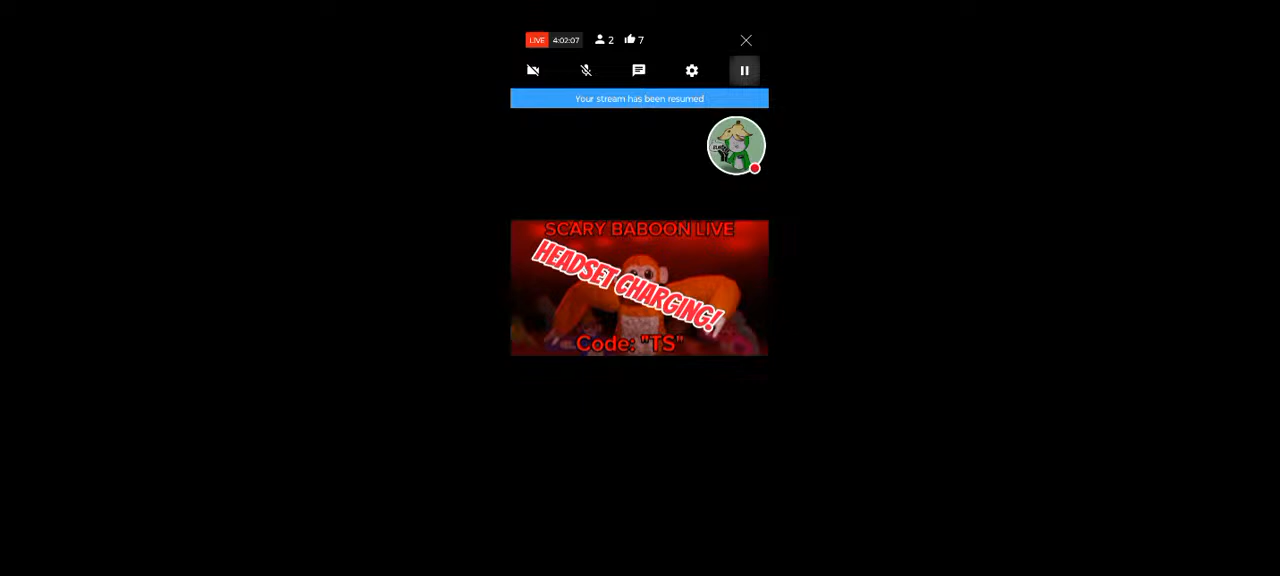 LIVE 4:02:07 2 7
Your stream has been resumed
SCARY BABOON LIVE
HEADSET CHARGING!
Code: "TS"